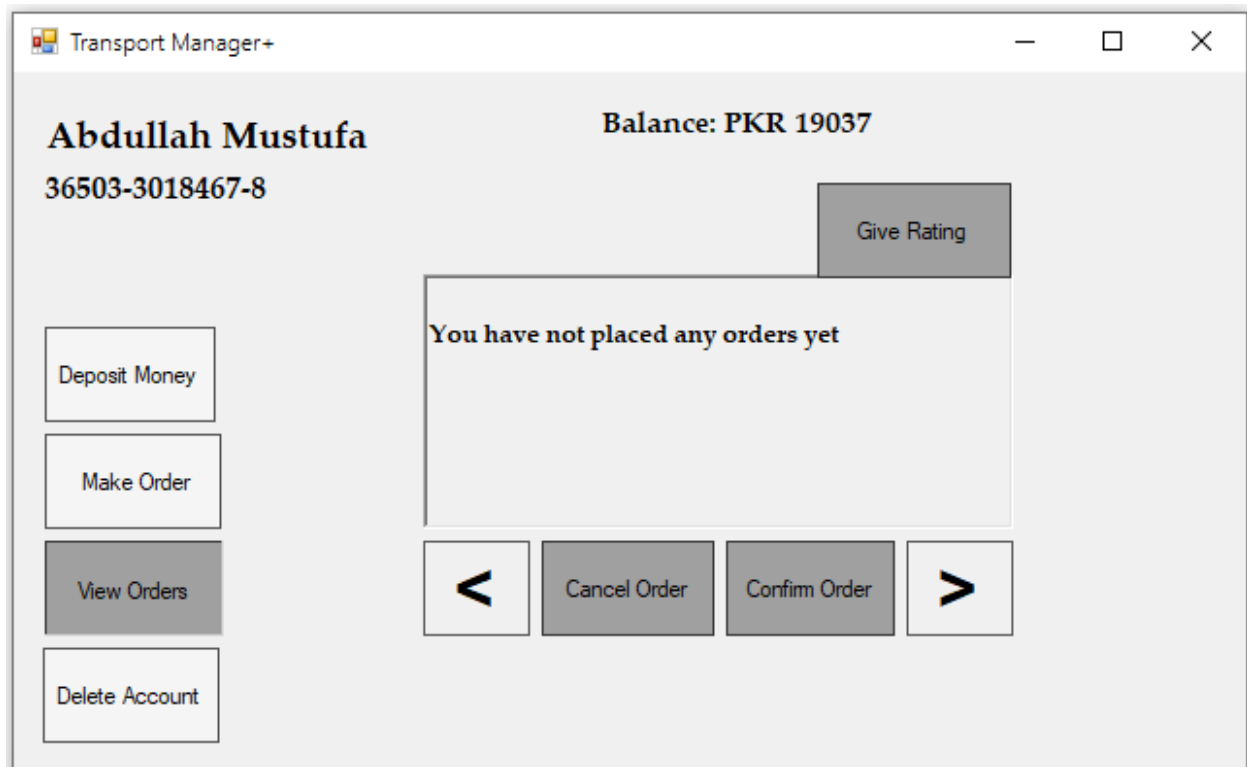 Transport Manager+
Abdullah Mustufa
Balance: PKR 19037
36503-3018467-8
Give Rating
You have not placed any orders yet
Deposit Money
Make Order
View Orders
< Cancel Order Confirm Order >
Delete Account